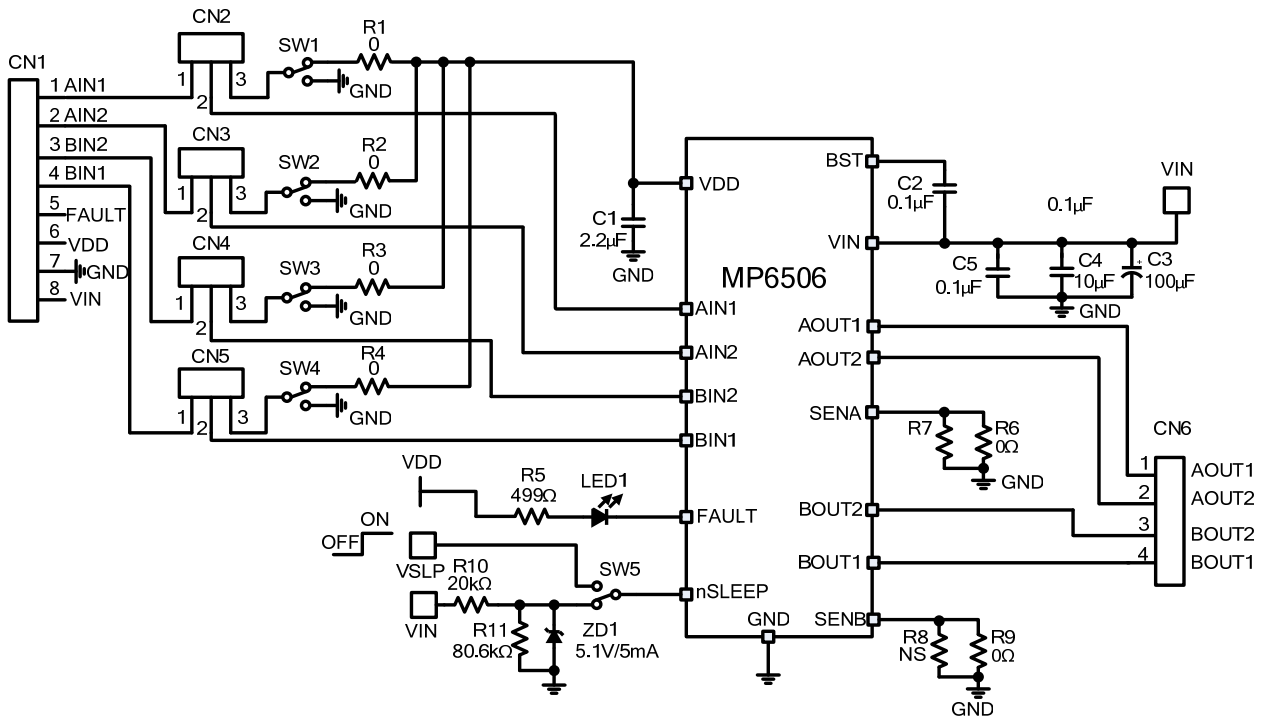 CN1
1 AIN1
2 AIN2
3 BIN2
4 BIN1
5 FAULT
6 VDD
7 GND
8 VIN
CN2
1
2
3
SW1
R1
0
GND
CN3
1
2
3
SW2
R2
0
GND
CN4
1
2
3
SW3
R3
0
GND
CN5
1
2
3
SW4
R4
0
GND
C1
2.2µF
GND
VDD
R5
499Ω
LED1
ON
OFF
VSLP
VIN
R10
20kΩ
R11
80.6kΩ
ZD1
5.1V/5mA
SW5
MP6506
VDD
AIN1
AIN2
BIN2
BIN1
FAULT
nSLEEP
GND
BST
VIN
AOUT1
AOUT2
SENA
BOUT2
BOUT1
SENB
C2
0.1µF
0.1µF
VIN
C5
0.1µF
C4
10µF
+
C3
100µF
GND
R7
R6
0Ω
GND
CN6
1 AOUT1
2 AOUT2
3 BOUT2
4 BOUT1
R8
NS
R9
0Ω
GND